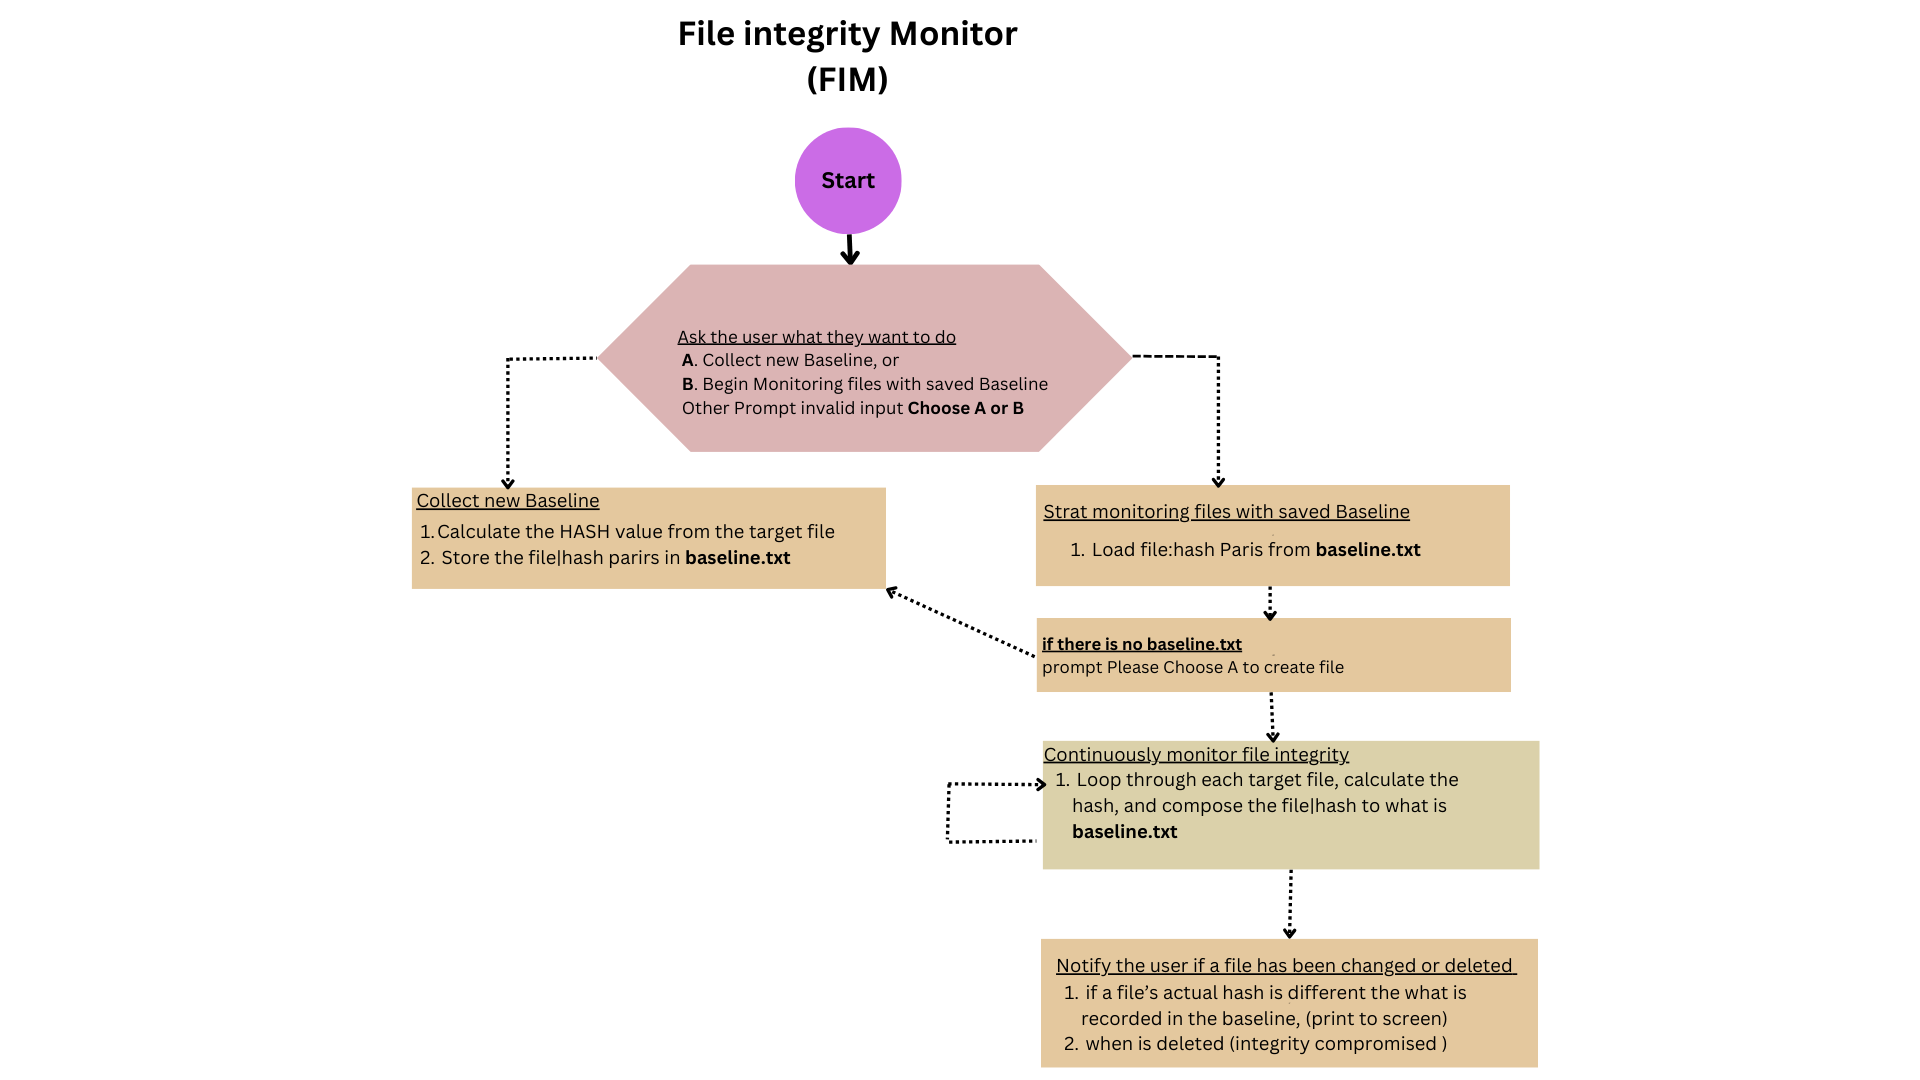 File integrity Monitor
(FIM)
Start
Ask the user what they want to do
A. Collect new Baseline, or
B. Begin Monitoring files with saved Baseline
Other Prompt invalid input Choose A or B
Collect new Baseline
1. Calculate the HASH value from the target file
2. Store the file|hash parirs in baseline.txt
Strat monitoring files with saved Baseline
1. Load file:hash Paris from baseline.txt
if there is no baseline.txt
prompt Please Choose A to create file
Continuously monitor file integrity
1. Loop through each target file, calculate the
hash, and compose the file|hash to what is
baseline.txt
Notify the user if a file has been changed or deleted
1. if a file’s actual hash is different the what is
recorded in the baseline, (print to screen)
2. when is deleted (integrity compromised )